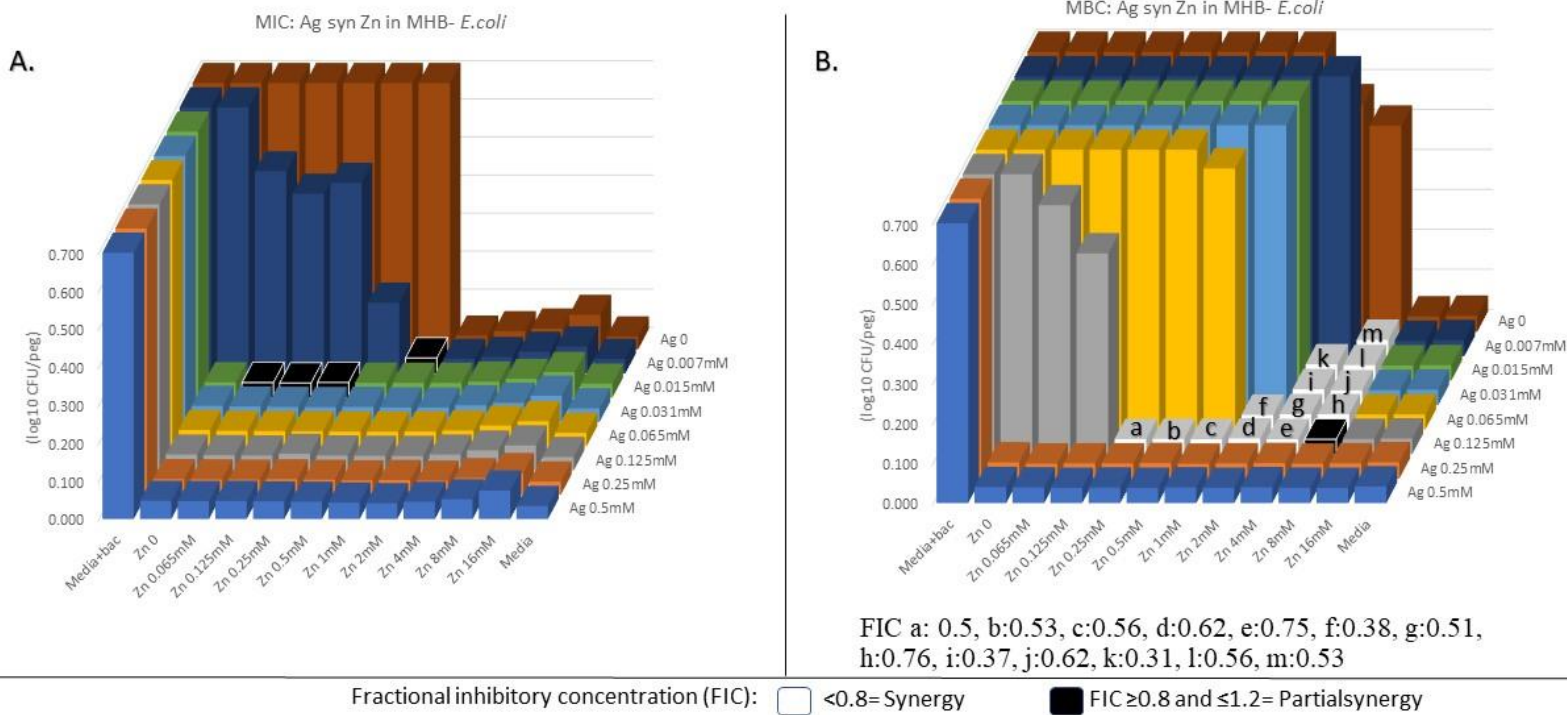 MIC: Ag syn Zn in MHB- E.coli
A.
0.700
0.600
0.500
0.400
0.300
0.200
0.100
0.000
(log10 CFU/peg)
Media+bac
Zn 0
Zn 0.065mM
Zn 0.125mM
Zn 0.25mM
Zn 0.5mM
Zn 1mM
Zn 2mM
Zn 4mM
Zn 8mM
Zn 16mM
Media
Ag 0
Ag 0.007mM
Ag 0.015mM
Ag 0.031mM
Ag 0.065mM
Ag 0.125mM
Ag 0.25mM
Ag 0.5mM
MBC: Ag syn Zn in MHB- E.coli
B.
0.700
0.600
0.500
0.400
0.300
0.200
0.100
0.000
(log10 CFU/peg)
Media+bac
Zn 0
Zn 0.065mM
Zn 0.125mM
Zn 0.25mM
Zn 0.5mM
Zn 1mM
Zn 2mM
Zn 4mM
Zn 8mM
Zn 16mM
Media
Ag 0
Ag 0.007mM
Ag 0.015mM
Ag 0.031mM
Ag 0.065mM
Ag 0.125mM
Ag 0.25 mM
Ag 0.5mM
m
k l
i j
f g h
a b c d e
FIC a: 0.5, b:0.53, c:0.56, d:0.62, e:0.75, f:0.38, g:0.51,
h:0.76, i:0.37, j:0.62, k:0.31, l:0.56, m:0.53
Fractional inhibitory concentration (FIC): <0.8= Synergy FIC ≥0.8 and ≤1.2= Partialsynergy